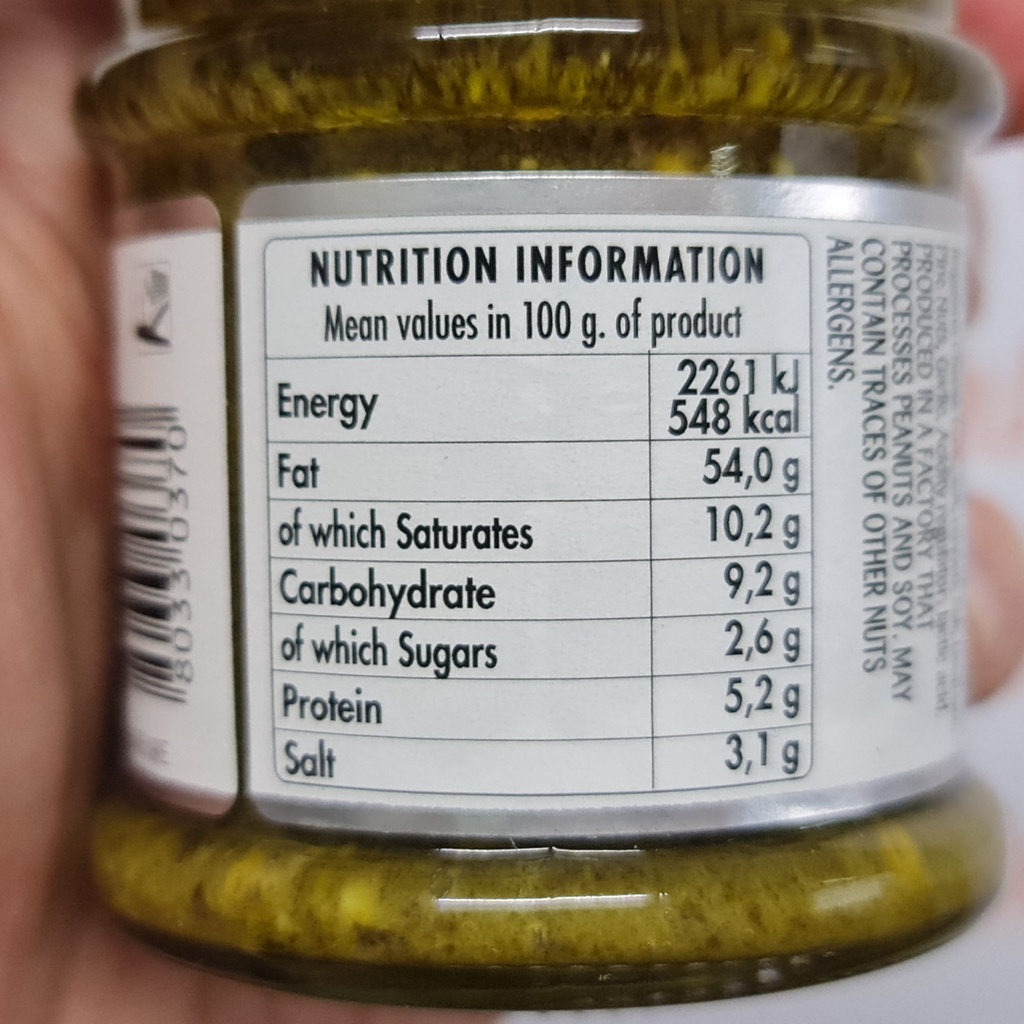 NUTRITION INFORMATION
Mean values in 100 g. of product
Energy 2261 kJ
548 kcal
Fat 54,0 g
of which Saturates 10,2 g
Carbohydrate 9,2 g
of which Sugars 2,6 g
Protein 5,2 g
Salt 3,1 g
PRODUCED IN A FACTORY THAT
PROCESSES PEANUTS AND SOY. MAY
CONTAIN TRACES OF OTHER NUTS
ALLERGENS.